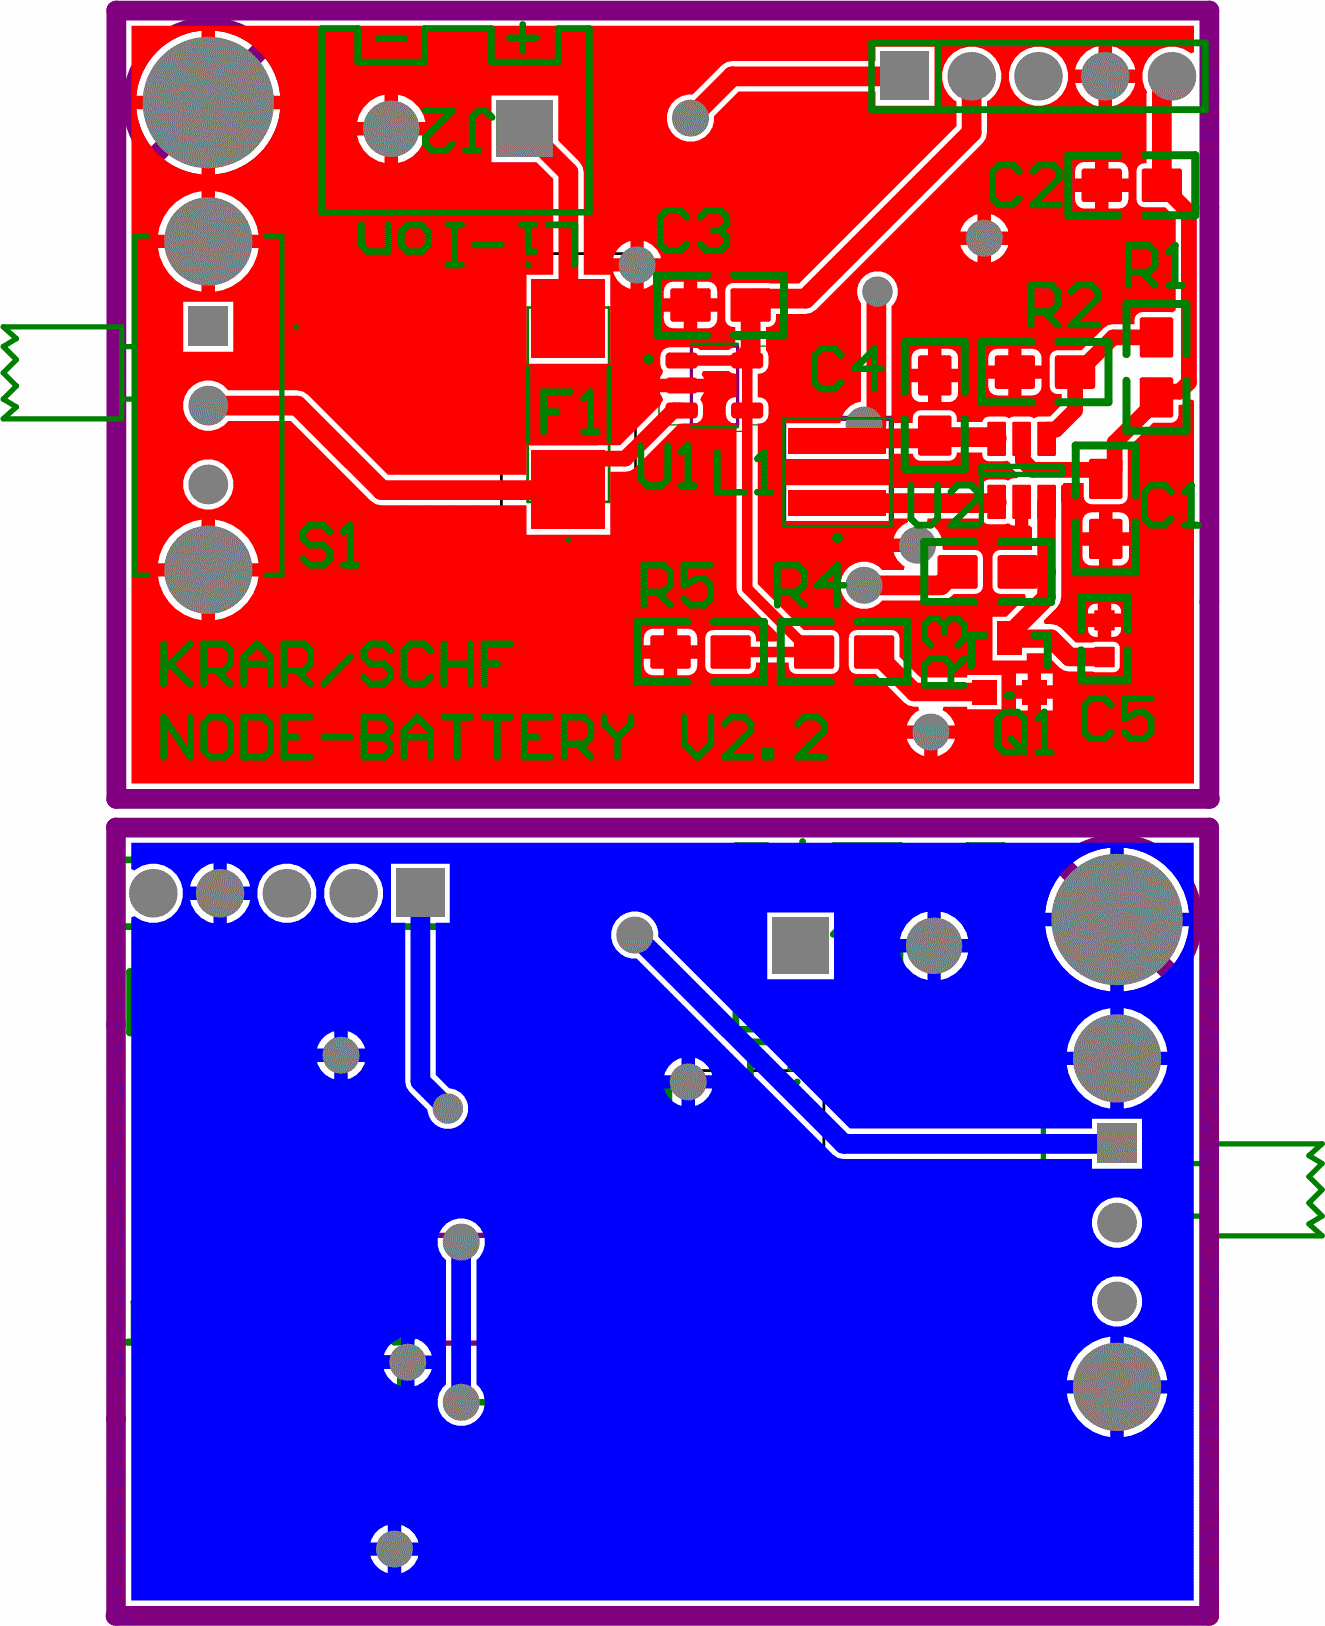 - +
J2
Li-Ion
C3
C2
R1
R2
C4
F1
U1
L1
U2
C1
S1
R5
R4
R3
C5
Q1
KRAR/SCHF
NODE-BATTERY V2.2